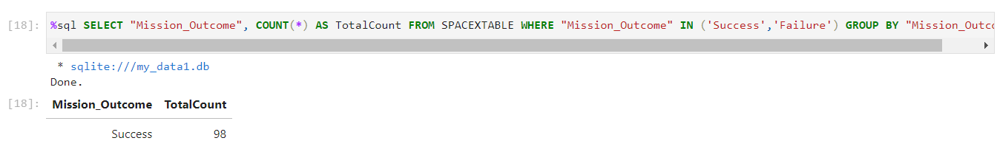 [18]: %sql SELECT "Mission_Outcome", COUNT(*) AS TotalCount FROM SPACEXTABLE WHERE "Mission_Outcome" IN ('Success','Failure') GROUP BY "Mission_Outc
* sqlite:///my_data1.db
Done.
[18]: Mission_Outcome TotalCount
Success 98